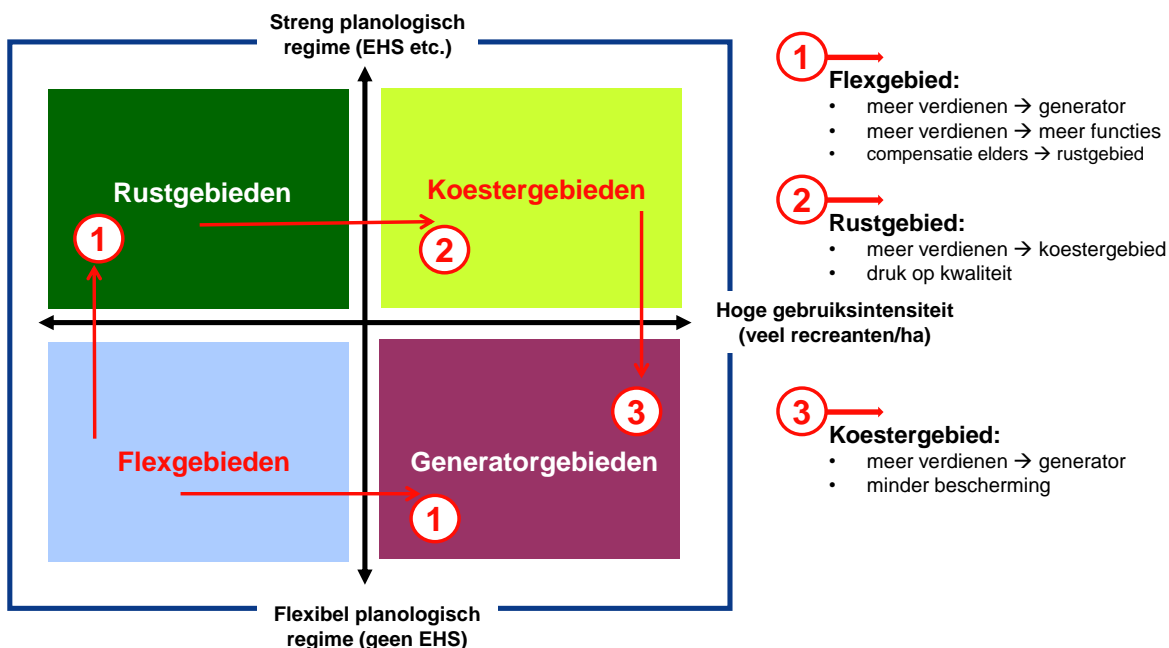 Streng planologisch
regime (EHS etc.)
Rustgebieden
1
Koestergebieden
2
Hoge gebruiksintensiteit
(veel recreanten/ha)
Flexgebieden
Generatorgebieden
3
1
Flexibel planologisch
regime (geen EHS)
1
Flexgebied:
• meer verdienen → generator
• meer verdienen → meer functies
• compensatie elders → rustgebied
2
Rustgebied:
• meer verdienen → koestergebied
• druk op kwaliteit
3
Koestergebied:
• meer verdienen → generator
• minder bescherming